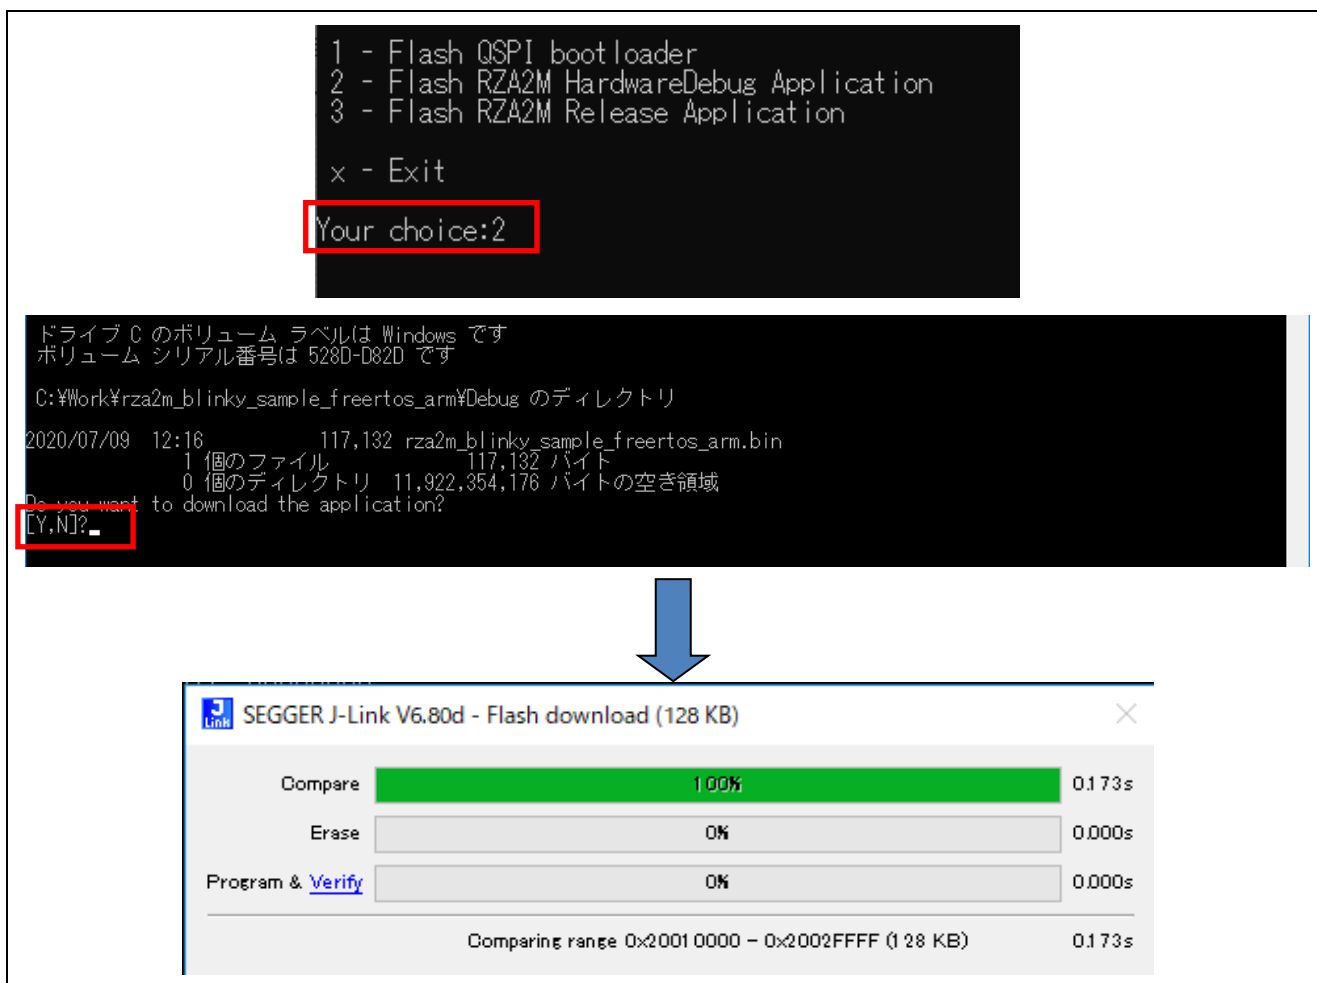 1 - Flash QSPI bootloader
2 - Flash RZA2M HardwareDebug Application
3 - Flash RZA2M Release Application
x - Exit
Your choice:2
ドライブ C のボリューム ラベルは Windows です
ボリューム シリアル番号は 528D-D82D です
C:¥Work¥rza2m_blinky_sample_freertos_arm¥Debug のディレクトリ
2020/07/09  12:16           117,132 rza2m_blinky_sample_freertos_arm.bin
1 個のファイル             117,132 バイト
0 個のディレクトリ  11,922,354,176 バイトの空き領域
Do you want to download the application?
[Y,N]?
J Link SEGGER J-Link V6.80d - Flash download (128 KB)
Compare 100% 0.173s
Erase 0% 0.000s
Program & Verify 0% 0.000s
Comparing range 0x20010000 - 0x2002FFFF (128 KB) 0.173s